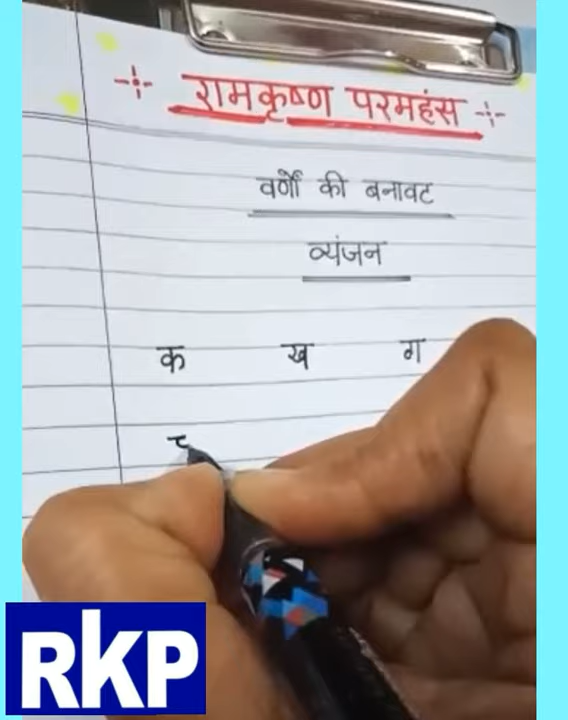 रामकृष्ण परमहंस
वर्णों की बनावट
व्यंजन
क ख ग
RKP